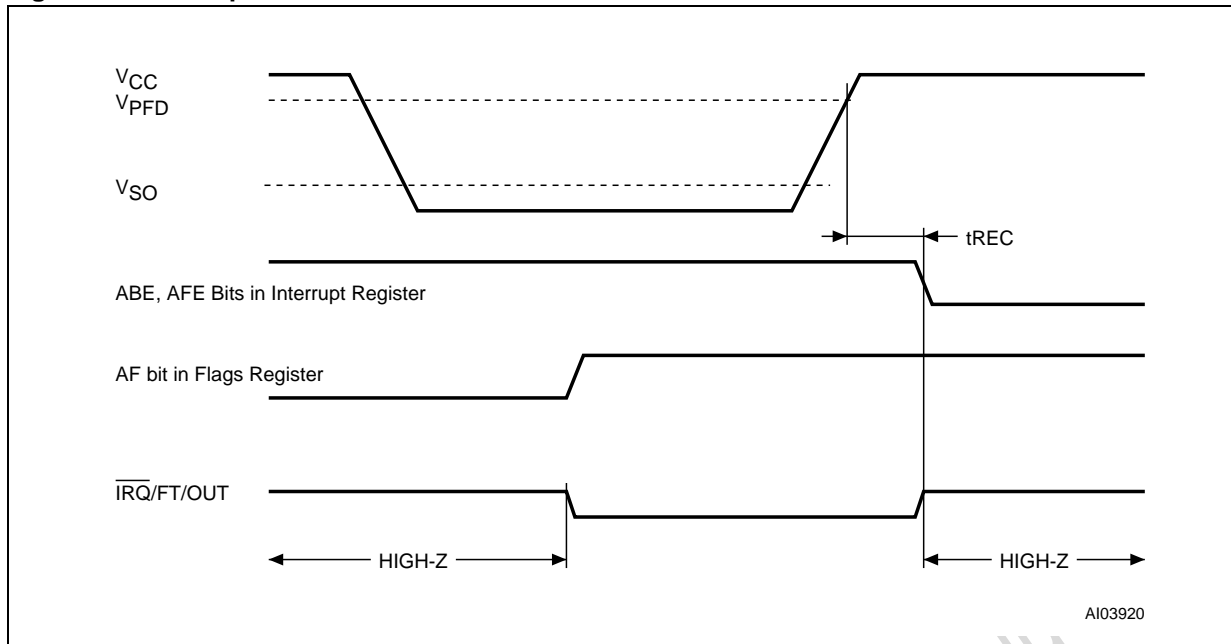 VCC
VPFD
VSO
tREC
ABE, AFE Bits in Interrupt Register
AF bit in Flags Register
IRQ/FT/OUT
HIGH-Z
HIGH-Z
AI03920